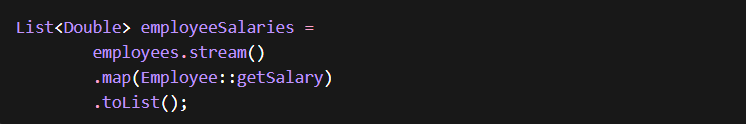 List<Double> employeeSalaries =
        employees.stream()
        .map(Employee::getSalary)
        .toList();